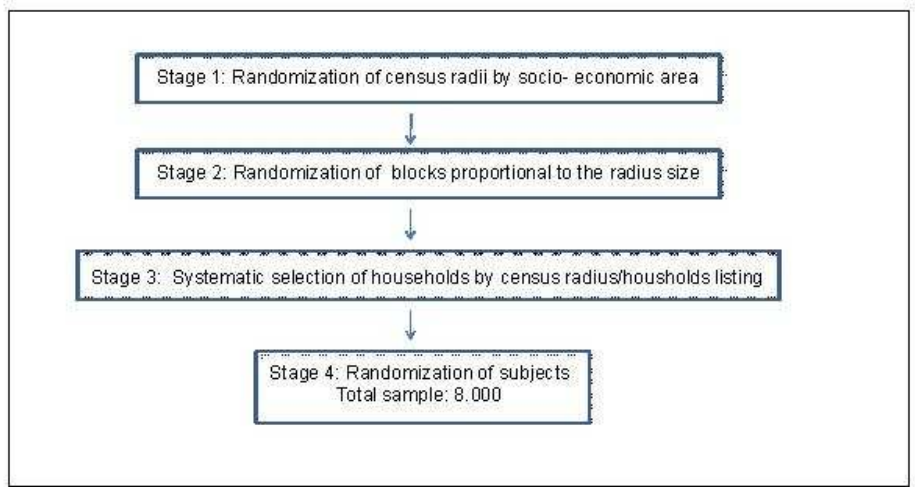 Stage 1: Randomization of census radii by socio- economic area
Stage 2: Randomization of blocks proportional to the radius size
Stage 3: Systematic selection of households by census radius/housholds listing
Stage 4: Randomization of subjects
Total sample: 8.000